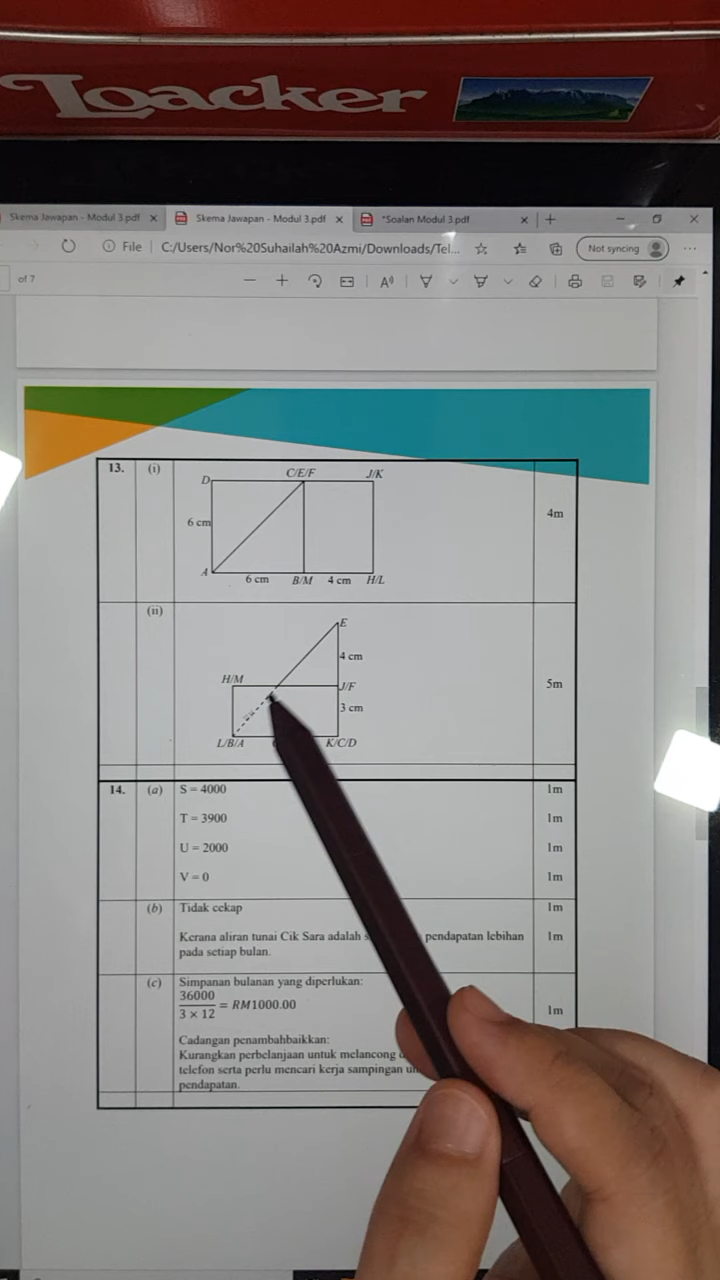 Loacker
Skema Jawapan - Modul 3.pdf
Skema Jawapan - Modul 3.pdf
*Soalan Modul 3.pdf
File
C:/Users/Nor%20Suhailah%20Azmi/Downloads/Tel...
Not syncing
of 7
13. (i)
D C/E/F J/K
6 cm
4m
A 6 cm B/M 4 cm H/L
(ii)
E
4 cm
H/M J/F
5m
3 cm
L/B/A K/C/D
14. (a) S = 4000 1m
T = 3900 1m
U = 2000 1m
V = 0 1m
(b) Tidak cekap 1m
Kerana aliran tunai Cik Sara adalah pendapatan lebihan 1m
pada setiap bulan.
(c) Simpanan bulanan yang diperlukan:
36000
3 × 12
= RM1000.00 1m
Cadangan penambahbaikkan:
Kurangkan perbelanjaan untuk melancong
telefon serta perlu mencari kerja sampingan
pendapatan.